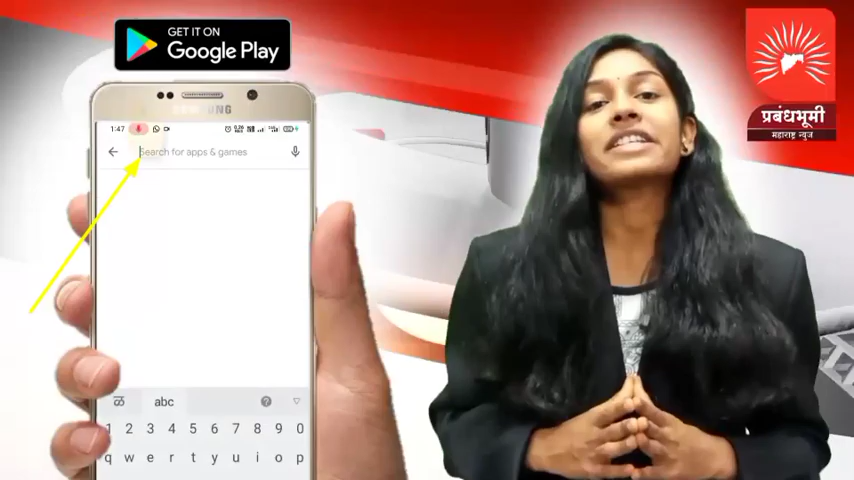 GET IT ON
Google Play
SAMSUNG
1:47
Search for apps & games
abc
1 2 3 4 5 6 7 8 9 0
q w e r t y u i o p
प्रबंधभूमी
महाराष्ट्र न्युज